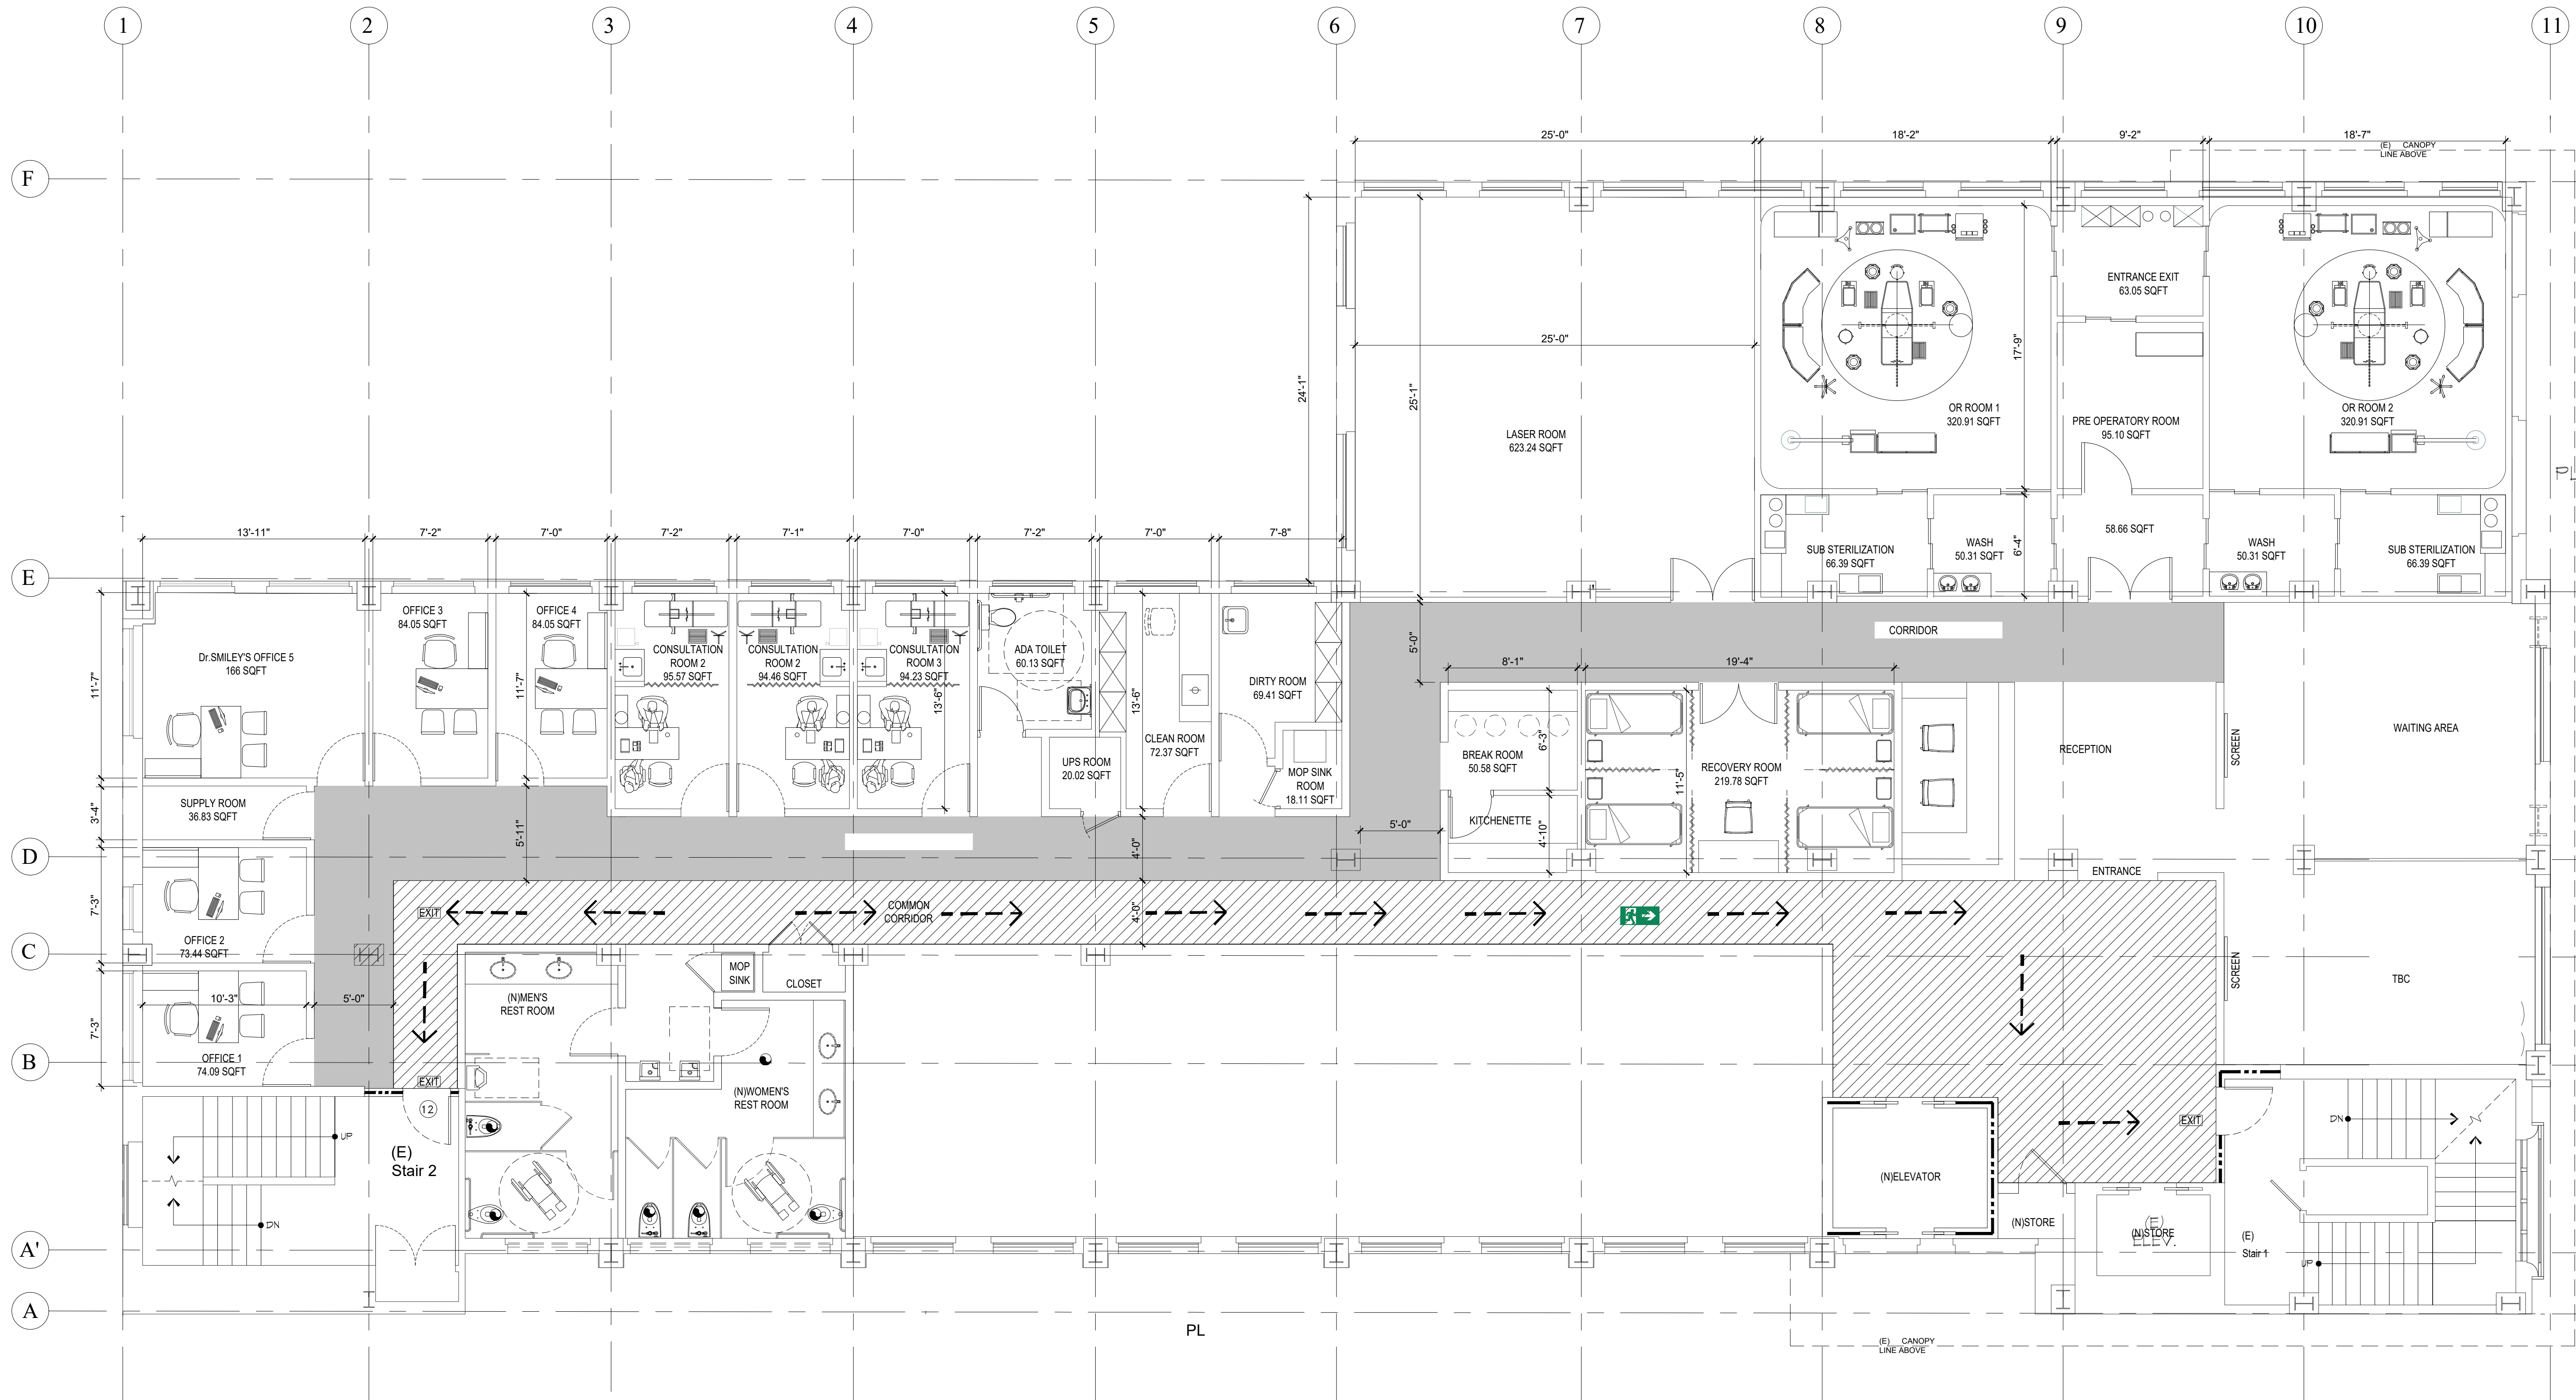 1 2 3 4 5 6 7 8 9 10 11
25'-0" 18'-2" 9'-2" 18'-7"
(E) CANOPY
LINE ABOVE
F
ENTRANCE EXIT
63.05 SQFT
25'-0"
17'-9"
24'-1"
25'-1"
OR ROOM 1
320.91 SQFT
OR ROOM 2
320.91 SQFT
PRE OPERATORY ROOM
95.10 SQFT
LASER ROOM
623.24 SQFT
13'-11" 7'-2" 7'-0" 7'-2" 7'-1" 7'-0" 7'-2" 7'-0" 7'-8"
58.66 SQFT
SUB STERILIZATION
66.39 SQFT
WASH
50.31 SQFT
6'-4"
WASH
50.31 SQFT
SUB STERILIZATION
66.39 SQFT
E
OFFICE 3
84.05 SQFT
OFFICE 4
84.05 SQFT
CORRIDOR
5'-0"
Dr.SMILEY'S OFFICE 5
166 SQFT
CONSULTATION
ROOM 2
95.57 SQFT
CONSULTATION
ROOM 2
94.46 SQFT
CONSULTATION
ROOM 3
94.23 SQFT
ADA TOILET
60.13 SQFT
8'-1" 19'-4"
11'-7"
11'-7"
13'-6"
13'-6"
DIRTY ROOM
69.41 SQFT
CLEAN ROOM
72.37 SQFT
UPS ROOM
20.02 SQFT
MOP SINK
ROOM
18.11 SQFT
BREAK ROOM
50.58 SQFT
6'-3"
RECOVERY ROOM
219.78 SQFT
11'-5"
RECEPTION
SCREEN
WAITING AREA
SUPPLY ROOM
36.83 SQFT
3'-4"
5'-11"
4'-0"
5'-0"
KITCHENETTE
4'-10"
D
ENTRANCE
7'-3"
EXIT
COMMON
CORRIDOR
4'-0"
OFFICE 2
73.44 SQFT
C
MOP
SINK
CLOSET
SCREEN
TBC
10'-3" 5'-0"
(N)MEN'S
REST ROOM
7'-3"
B
OFFICE 1
74.09 SQFT
EXIT
(N)WOMEN'S
REST ROOM
12
EXIT
DN
UP
(E)
Stair 2
(N)ELEVATOR
DN
(N)STORE
(E)
ELEV.
(N)STORE
(E)
Stair 1
UP
A'
A
PL
(E) CANOPY
LINE ABOVE